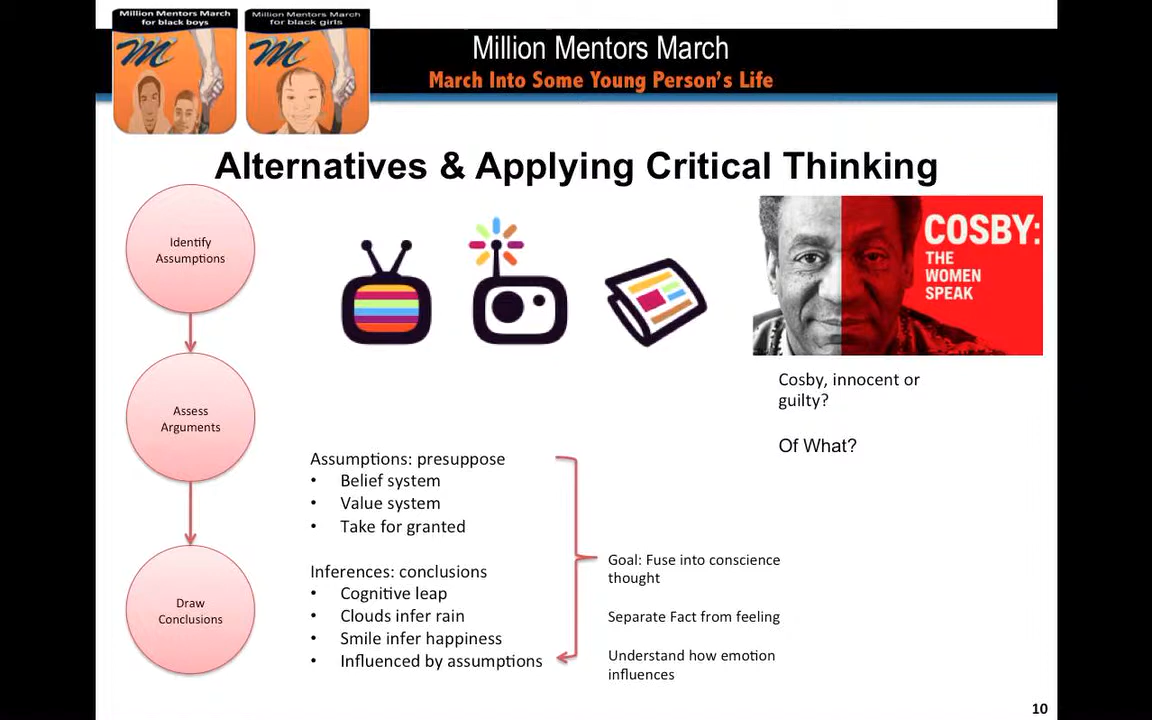 Million Mentors March
for black boys
Million Mentors March
for black girls
Million Mentors March
March Into Some Young Person's Life
Alternatives & Applying Critical Thinking
Identify
Assumptions
Assess
Arguments
Draw
Conclusions
COSBY:
THE
WOMEN
SPEAK
Cosby, innocent or
guilty?
Of What?
Assumptions: presuppose
• Belief system
• Value system
• Take for granted
Inferences: conclusions
• Cognitive leap
• Clouds infer rain
• Smile infer happiness
• Influenced by assumptions
Goal: Fuse into conscience
thought
Separate Fact from feeling
Understand how emotion
influences
10